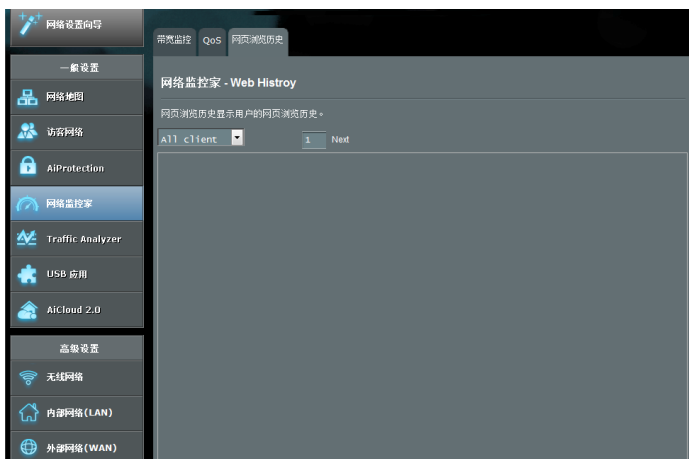 网络设置向导
一般设置
网络地图
访客网络
AiProtection
网络监控家
Traffic Analyzer
USB 应用
AiCloud 2.0
高级设置
无线网络
内部网络(LAN)
外部网络(WAN)
带宽监控 QoS 网页浏览历史
网络监控家 - Web Histroy
网页浏览历史显示用户的网页浏览历史。
All client 1 Next